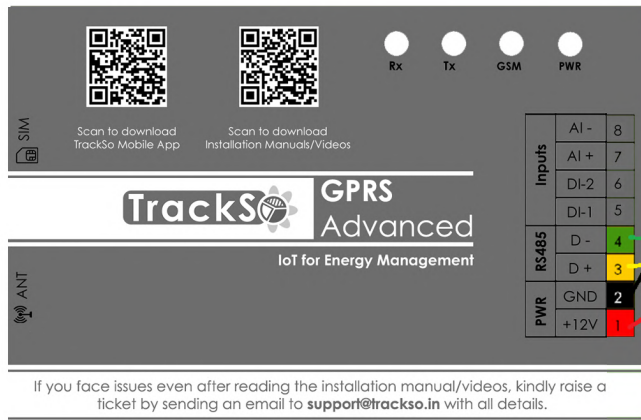 Rx Tx GSM PWR
SIM
Scan to download
TrackSo Mobile App
Scan to download
Installation Manuals/Videos
TrackSo
GPRS
Advanced
IoT for Energy Management
ANT
Inputs
AI - 8
AI + 7
DI-2 6
DI-1 5
RS485
D - 4
D + 3
PWR
GND 2
+12V 1
If you face issues even after reading the installation manual/videos, kindly raise a
ticket by sending an email to support@trackso.in with all details.